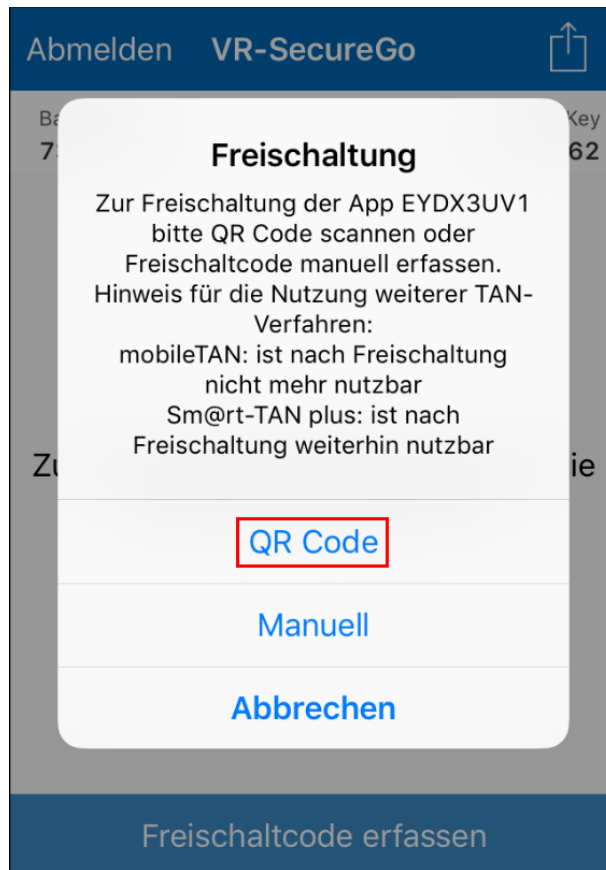 Abmelden VR-SecureGo
Key
62
Freischaltung
Zur Freischaltung der App EYDX3UV1
bitte QR Code scannen oder
Freischaltcode manuell erfassen.
Hinweis für die Nutzung weiterer TAN-
Verfahren:
mobileTAN: ist nach Freischaltung
nicht mehr nutzbar
Sm@rt-TAN plus: ist nach
Freischaltung weiterhin nutzbar
QR Code
Manuell
Abbrechen
Freischaltcode erfassen